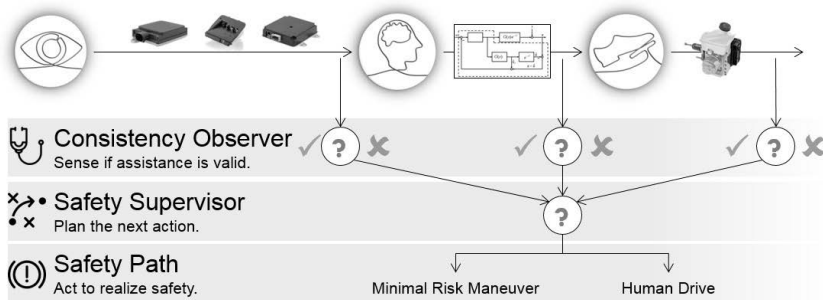 Consistency Observer
Sense if assistance is valid.
?
?
?
Safety Supervisor
Plan the next action.
?
Safety Path
Act to realize safety.
Minimal Risk Maneuver
Human Drive